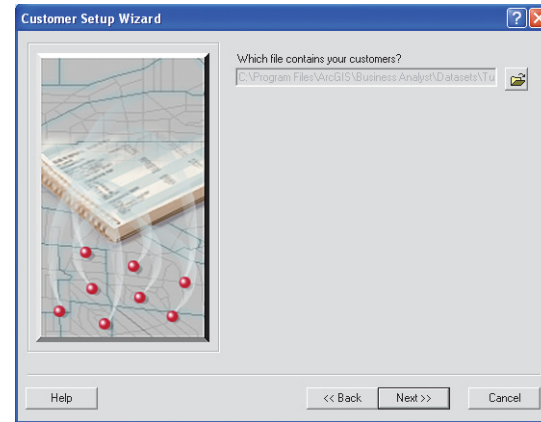 Customer Setup Wizard
Which file contains your customers?
C:\Program Files\ArcGIS\Business Analyst\Datasets\Tu
Help
<< Back
Next >>
Cancel